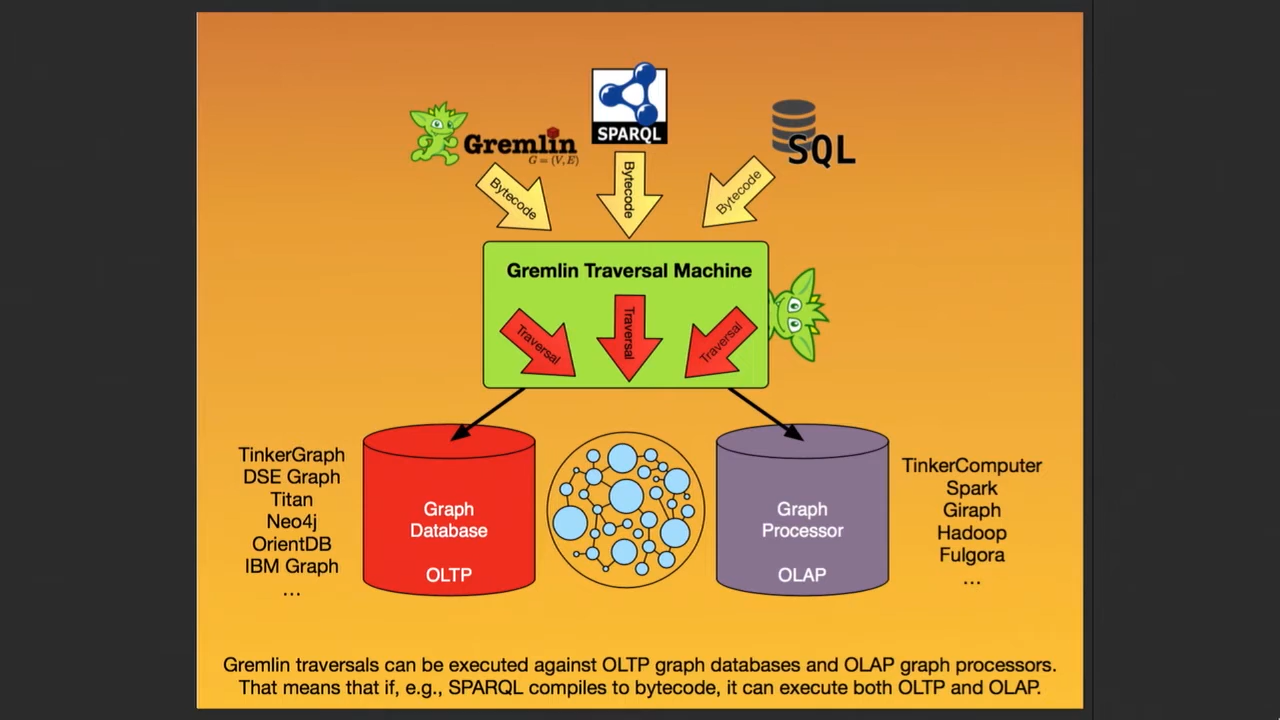 SPARQL
Gremlin
G = (V, E)
SQL
Bytecode
Bytecode
Bytecode
Gremlin Traversal Machine
Traversal
Traversal
Traversal
TinkerGraph
DSE Graph
Titan
Neo4j
OrientDB
IBM Graph
...
Graph
Database
OLTP
Graph
Processor
OLAP
TinkerComputer
Spark
Giraph
Hadoop
Fulgora
...
Gremlin traversals can be executed against OLTP graph databases and OLAP graph processors.
That means that if, e.g., SPARQL compiles to bytecode, it can execute both OLTP and OLAP.